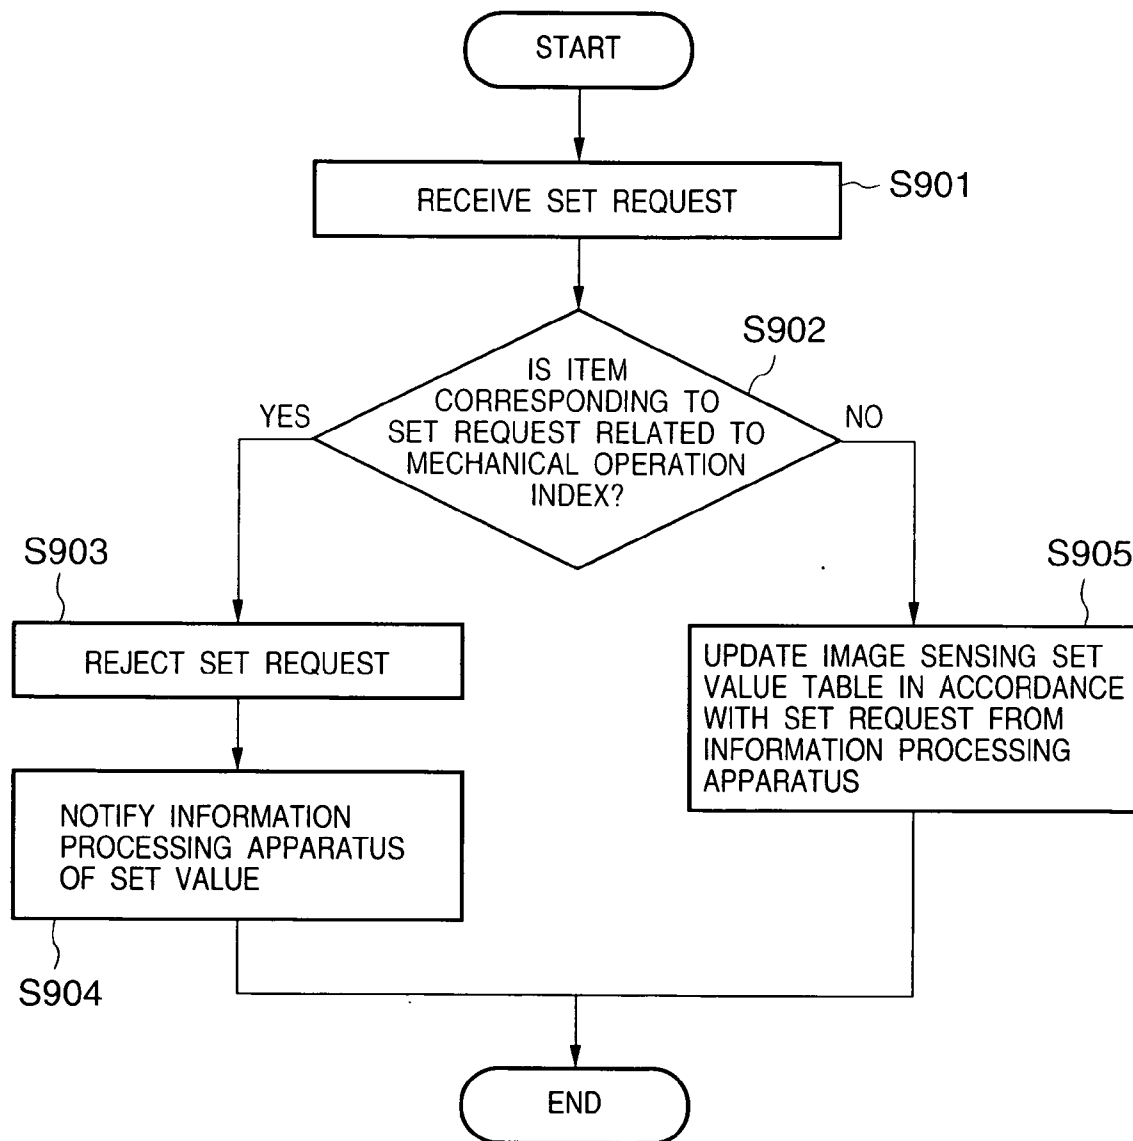 START
RECEIVE SET REQUEST
S901
S902
IS ITEM
CORRESPONDING TO
SET REQUEST RELATED TO
MECHANICAL OPERATION
INDEX?
YES
NO
S903
REJECT SET REQUEST
S905
UPDATE IMAGE SENSING SET
VALUE TABLE IN ACCORDANCE
WITH SET REQUEST FROM
INFORMATION PROCESSING
APPARATUS
NOTIFY INFORMATION
PROCESSING APPARATUS
OF SET VALUE
S904
END